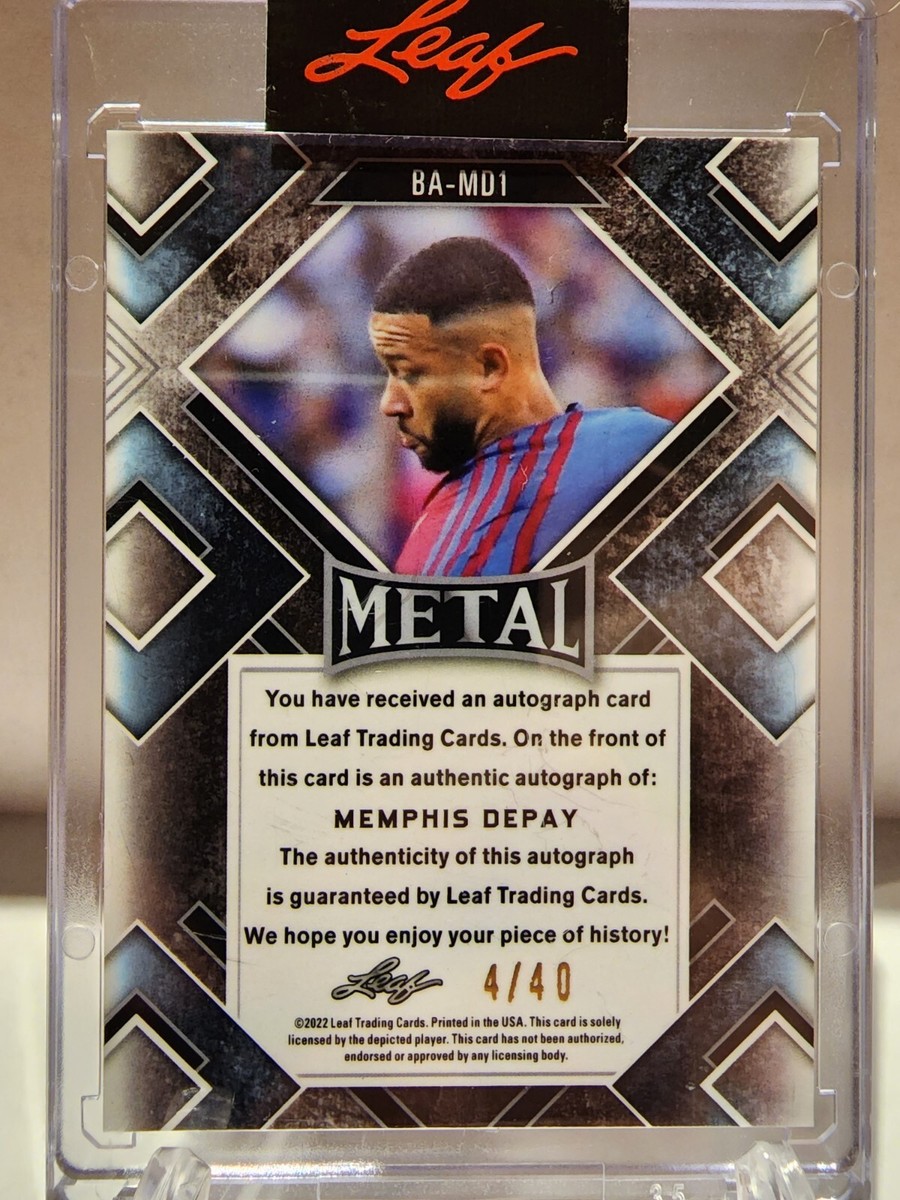 Leaf
BA-MD1
METAL
You have received an autograph card
from Leaf Trading Cards. On the front of
this card is an authentic autograph of:
MEMPHIS DEPAY
The authenticity of this autograph
is guaranteed by Leaf Trading Cards.
We hope you enjoy your piece of history!
Leaf 4/40
©2022 Leaf Trading Cards. Printed in the USA. This card is solely
licensed by the depicted player. This card has not been authorized,
endorsed or approved by any licensing body.